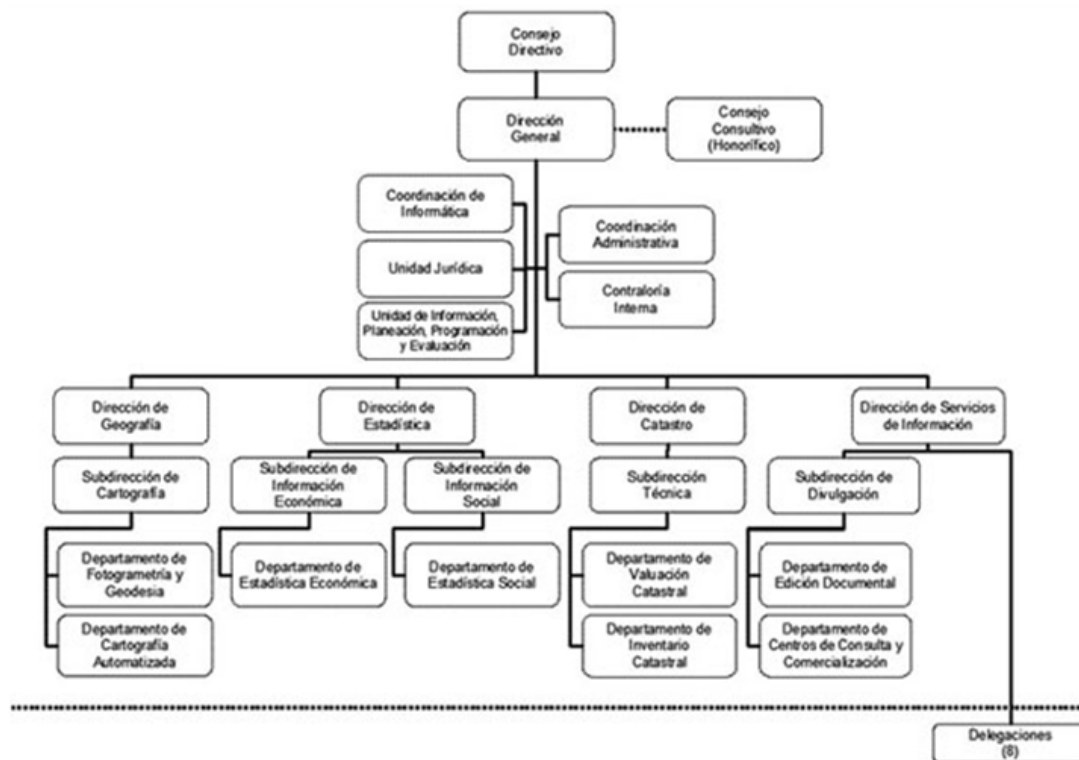 Consejo
Directivo
Dirección
General
Consejo
Consultivo
(Honorífico)
Coordinación de
Informática
Coordinación
Administrativa
Unidad Jurídica
Contraloría
Interna
Unidad de Información,
Planeación, Programación
y Evaluación
Dirección de
Geografía
Dirección de
Estadística
Dirección de
Catastro
Dirección de Servicios
de Información
Subdirección de
Cartografía
Subdirección de
Información
Económica
Subdirección de
Información
Social
Subdirección
Técnica
Subdirección de
Divulgación
Departamento de
Fotogrametría y
Geodesia
Departamento de
Estadística Económica
Departamento de
Estadística Social
Departamento de
Valuación
Catastral
Departamento de
Edición Documental
Departamento de
Cartografía
Automatizada
Departamento de
Inventario
Catastral
Departamento de
Centros de Consulta y
Comercialización
Delegaciones
(8)